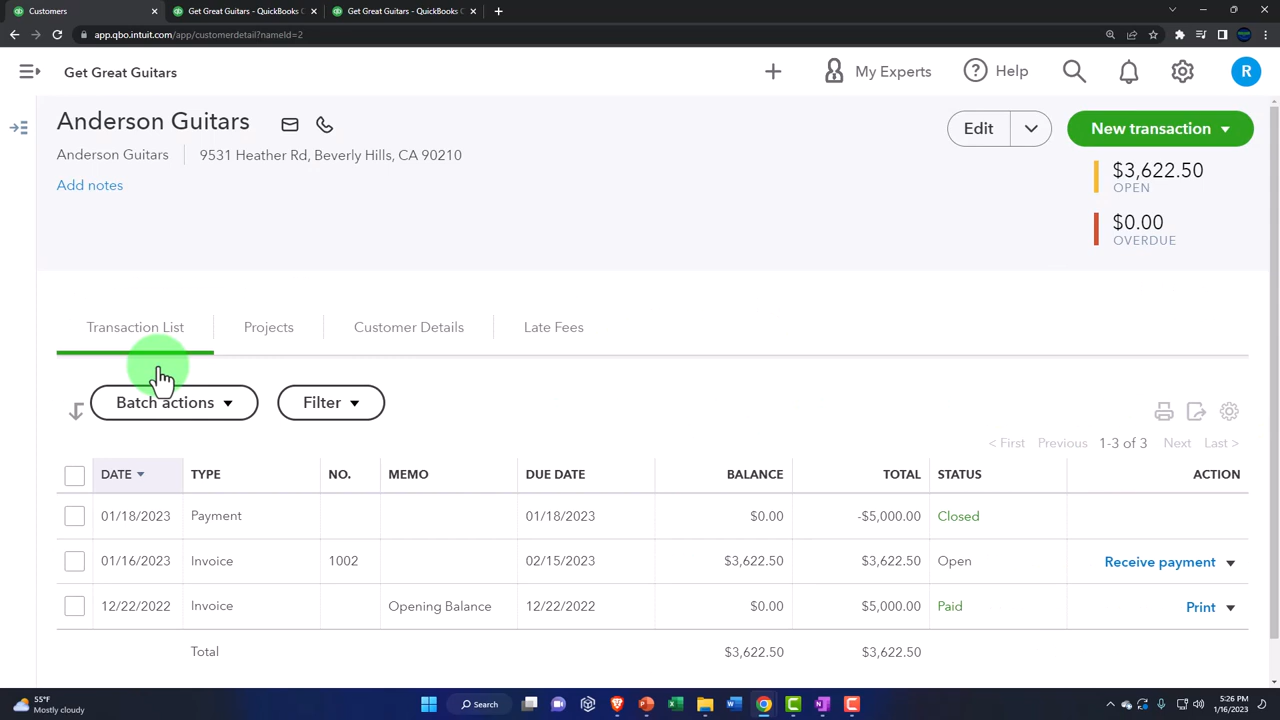 Customers
Get Great Guitars - QuickBooks O
Get Great Guitars - QuickBooks O
app.qbo.intuit.com/app/customerdetail?nameId=2
Get Great Guitars
My Experts
Help
R
Anderson Guitars
Edit
New transaction
Anderson Guitars
9531 Heather Rd, Beverly Hills, CA 90210
$3,622.50
OPEN
Add notes
$0.00
OVERDUE
Transaction List
Projects
Customer Details
Late Fees
Batch actions
Filter
< First Previous 1-3 of 3 Next Last >
DATE TYPE NO. MEMO DUE DATE BALANCE TOTAL STATUS ACTION
01/18/2023 Payment 01/18/2023 $0.00 -$5,000.00 Closed
01/16/2023 Invoice 1002 02/15/2023 $3,622.50 $3,622.50 Open Receive payment
12/22/2022 Invoice Opening Balance 12/22/2022 $0.00 $5,000.00 Paid Print
Total $3,622.50 $3,622.50
55°F
Mostly cloudy
Search
5:26 PM
1/16/2023